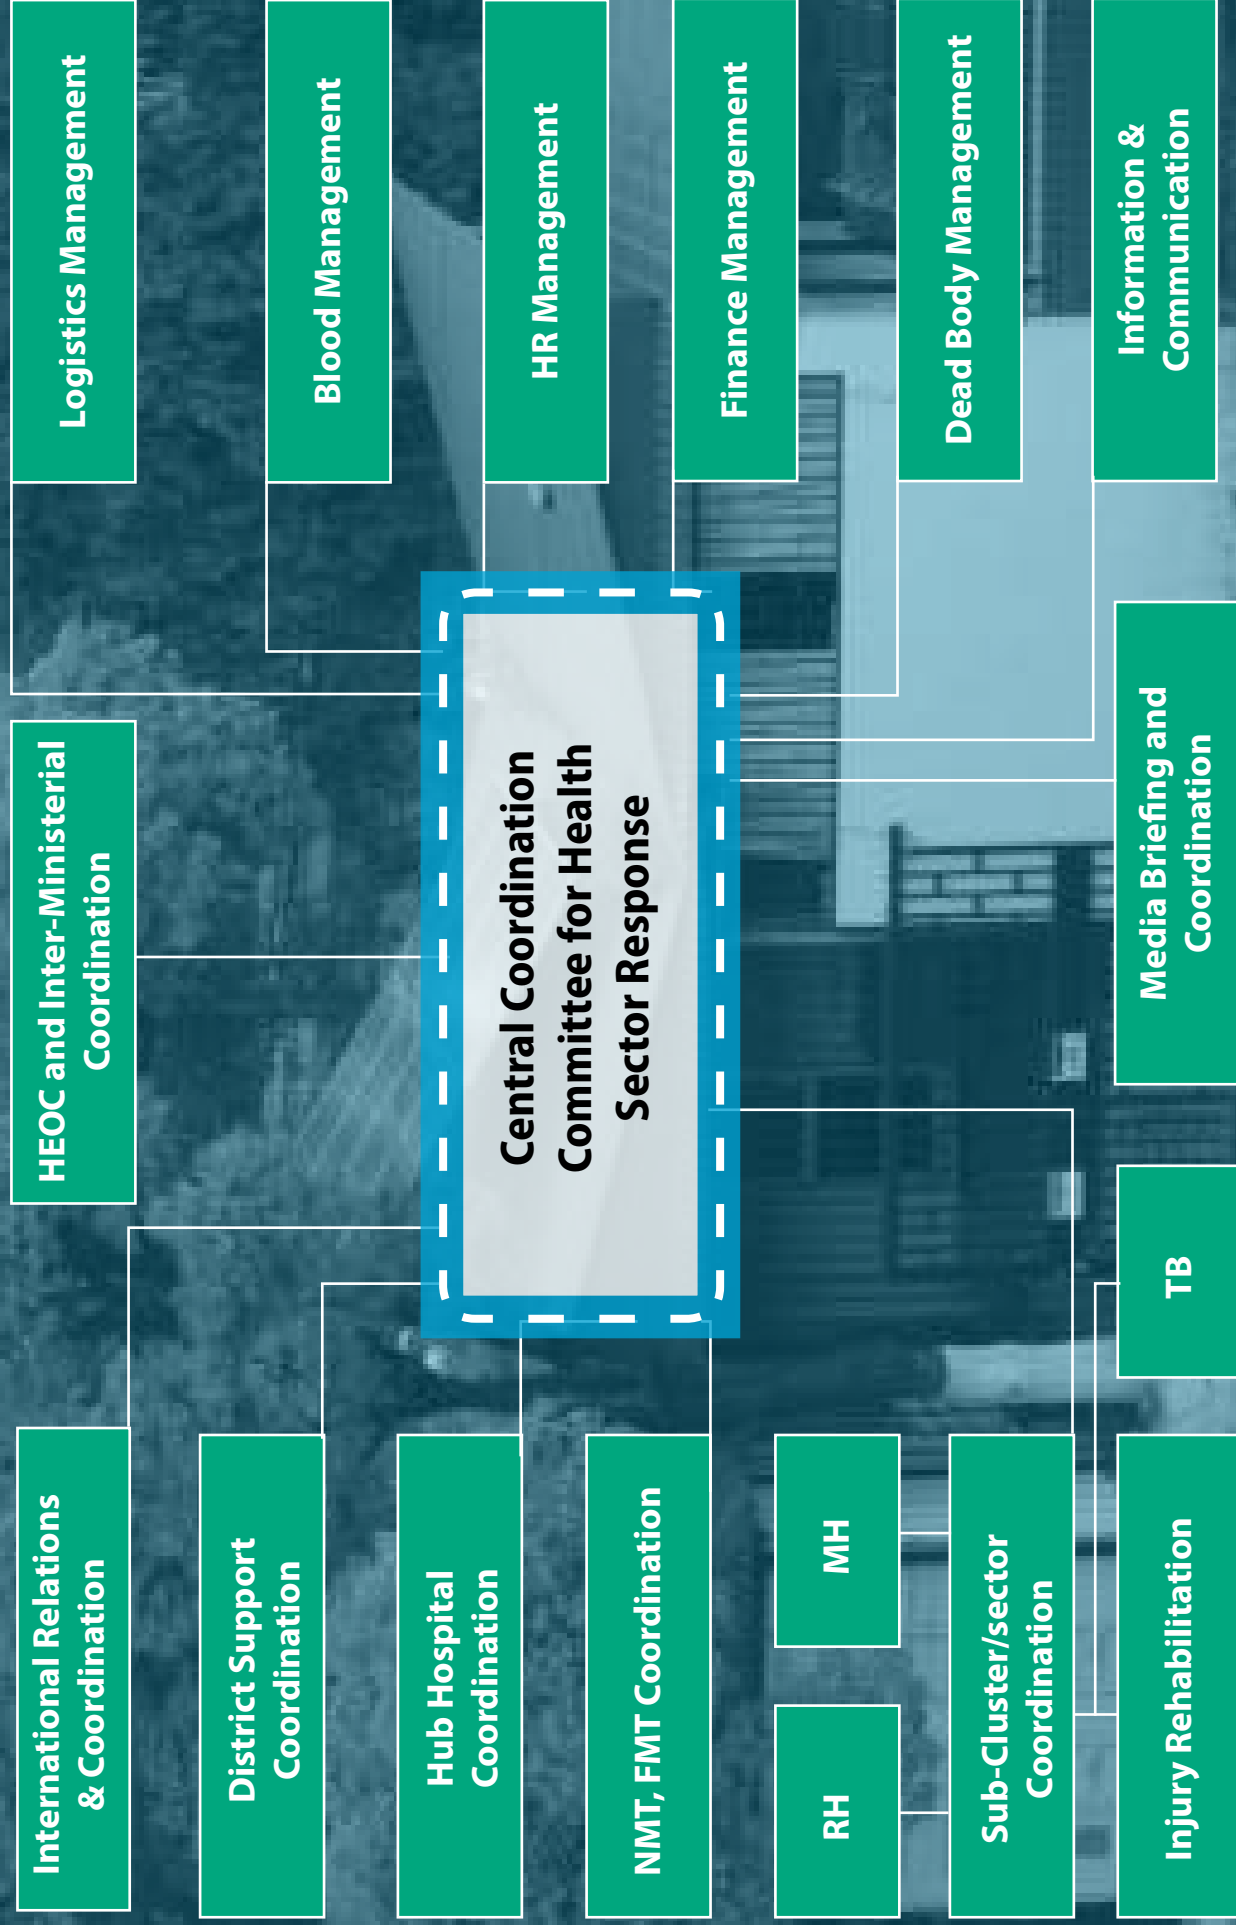 HEOC and Inter-Ministerial
Coordination
International Relations
& Coordination
District Support
Coordination
Hub Hospital
Coordination
NMT, FMT Coordination
RH
MH
Sub-Cluster/sector
Coordination
Injury Rehabilitation
TB
Central Coordination
Committee for Health
Sector Response
Media Briefing and
Coordination
Logistics Management
Blood Management
HR Management
Finance Management
Dead Body Management
Information &
Communication